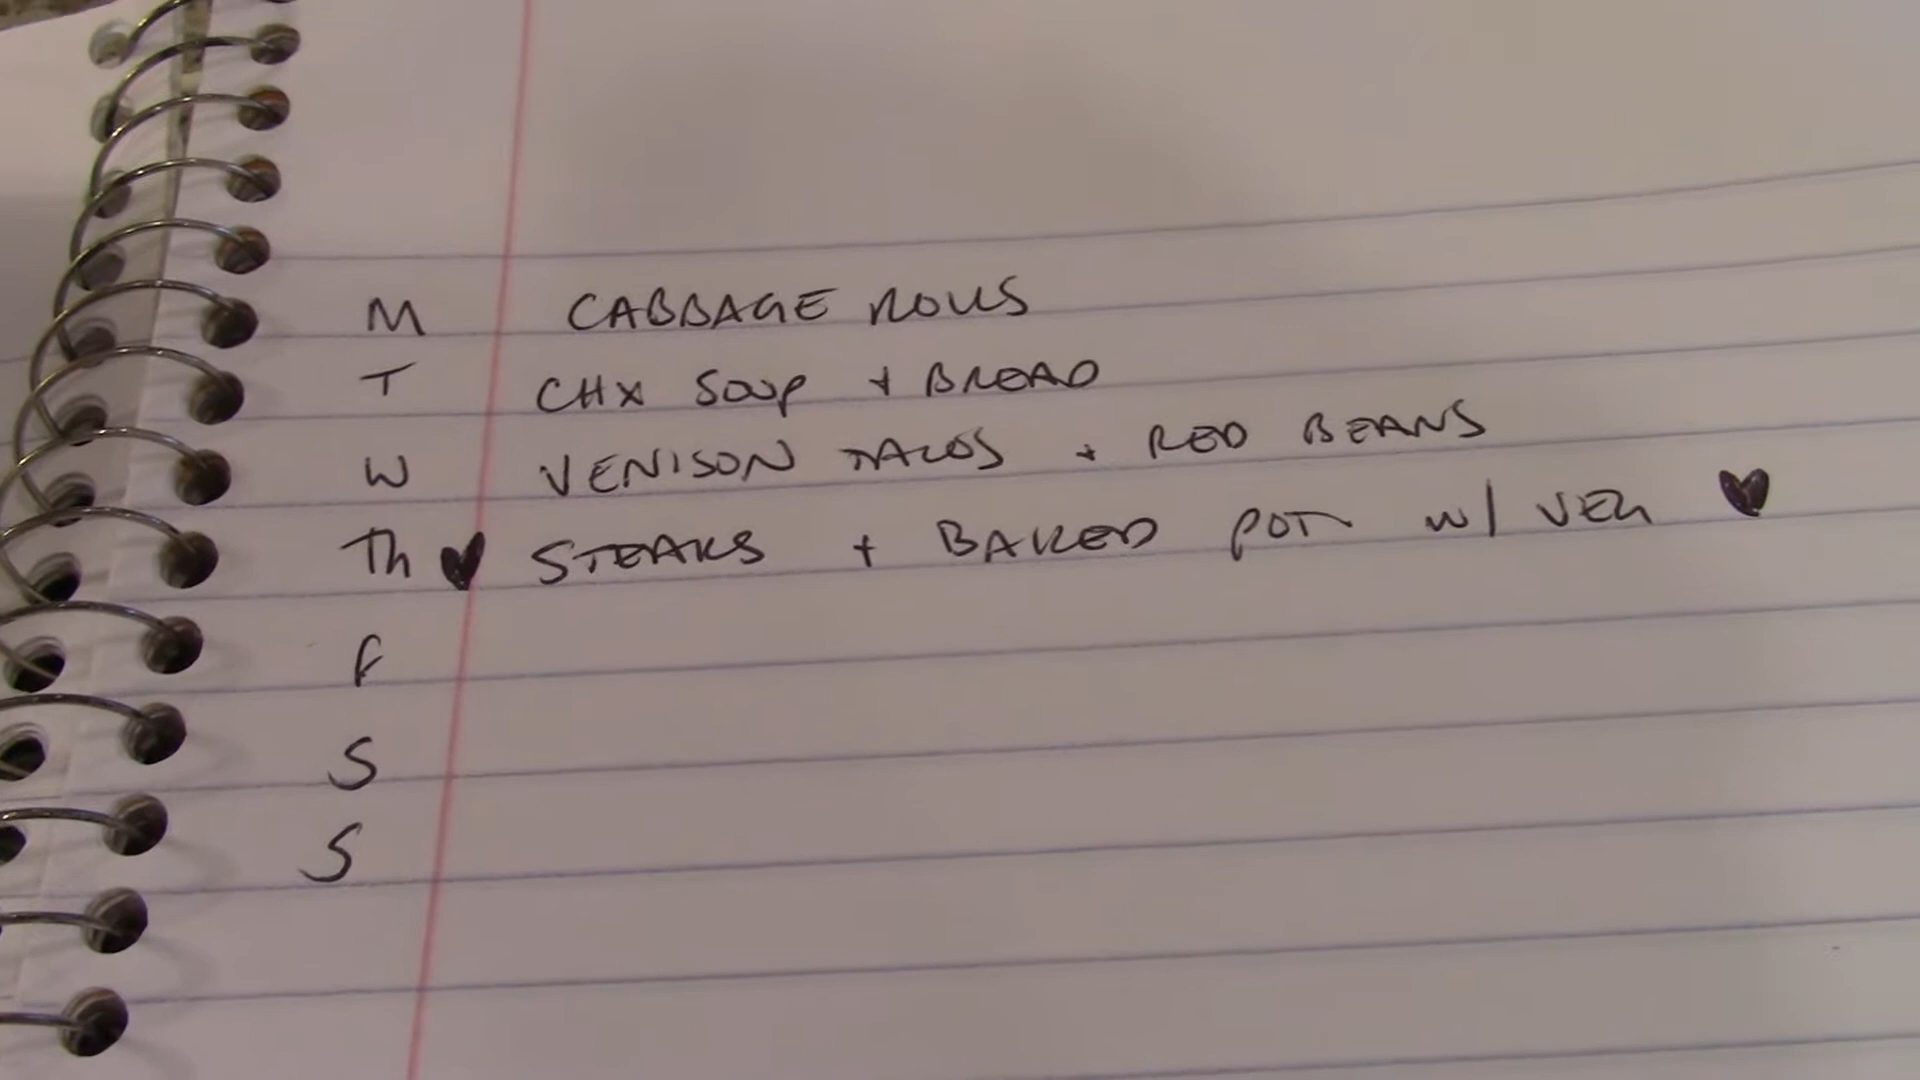 M CABBAGE ROLLS
T CHX SOUP + BREAD
W VENISON TACOS + RED BEANS
Th ♥ STEAKS + BAKED POT w/ VEG ♥
F
S
S